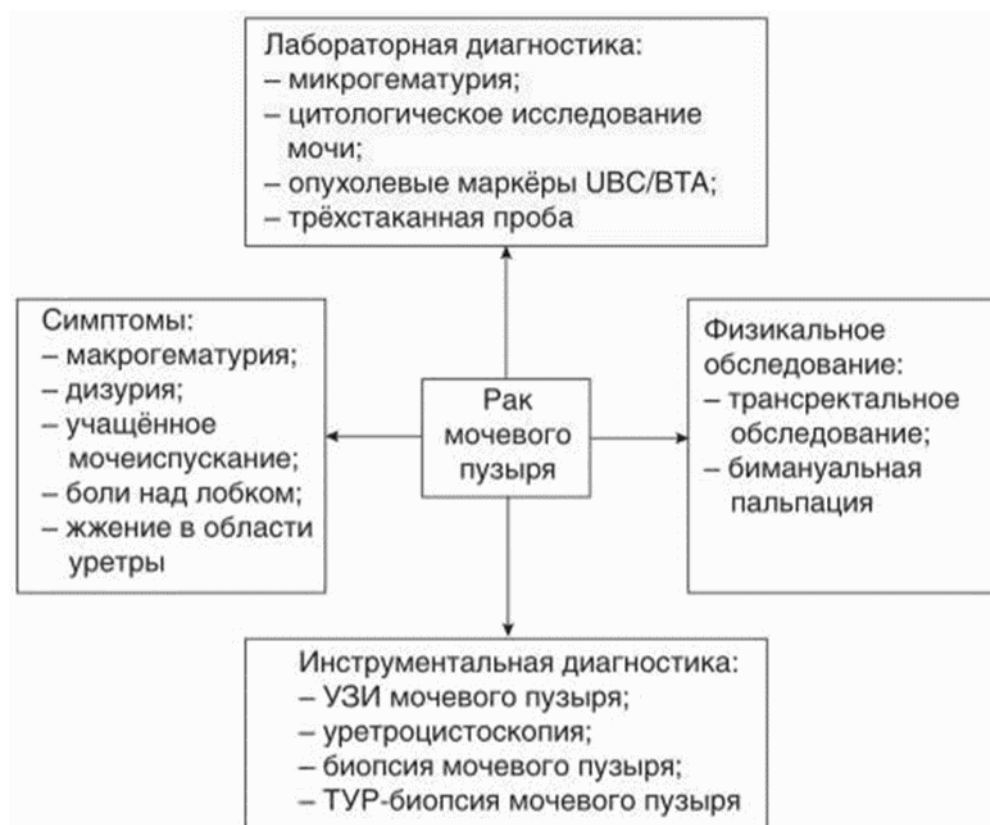 Лабораторная диагностика:
– микрогематурия;
– цитологическое исследование
мочи;
– опухолевые маркёры UBC/BTA;
– трёхстаканная проба
Симптомы:
– макрогематурия;
– дизурия;
– учащённое
мочеиспускание;
– боли над лобком;
– жжение в области
уретры
Рак
мочевого
пузыря
Физикальное
обследование:
– трансректальное
обследование;
– бимануальная
пальпация
Инструментальная диагностика:
– УЗИ мочевого пузыря;
– уретроцистоскопия;
– биопсия мочевого пузыря;
– ТУР-биопсия мочевого пузыря